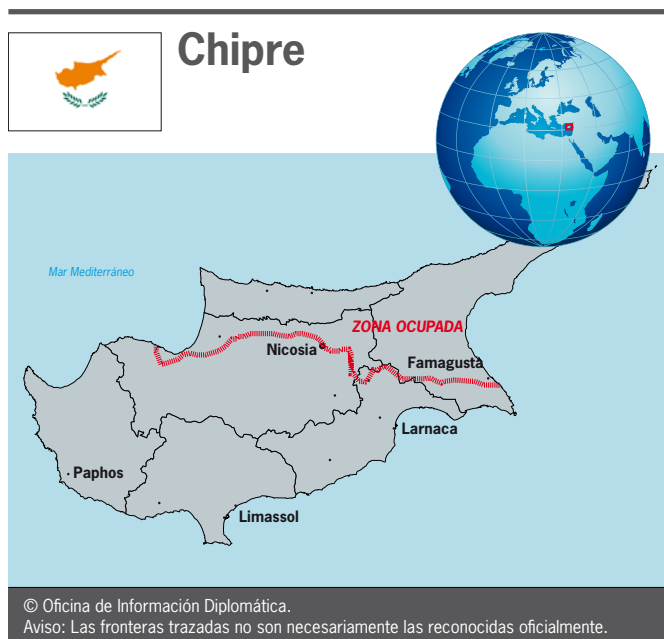 Chipre
Mar Mediterráneo
ZONA OCUPADA
Nicosia
Famagusta
Larnaca
Paphos
Limassol
© Oficina de Información Diplomática.
Aviso: Las fronteras trazadas no son necesariamente las reconocidas oficialmente.